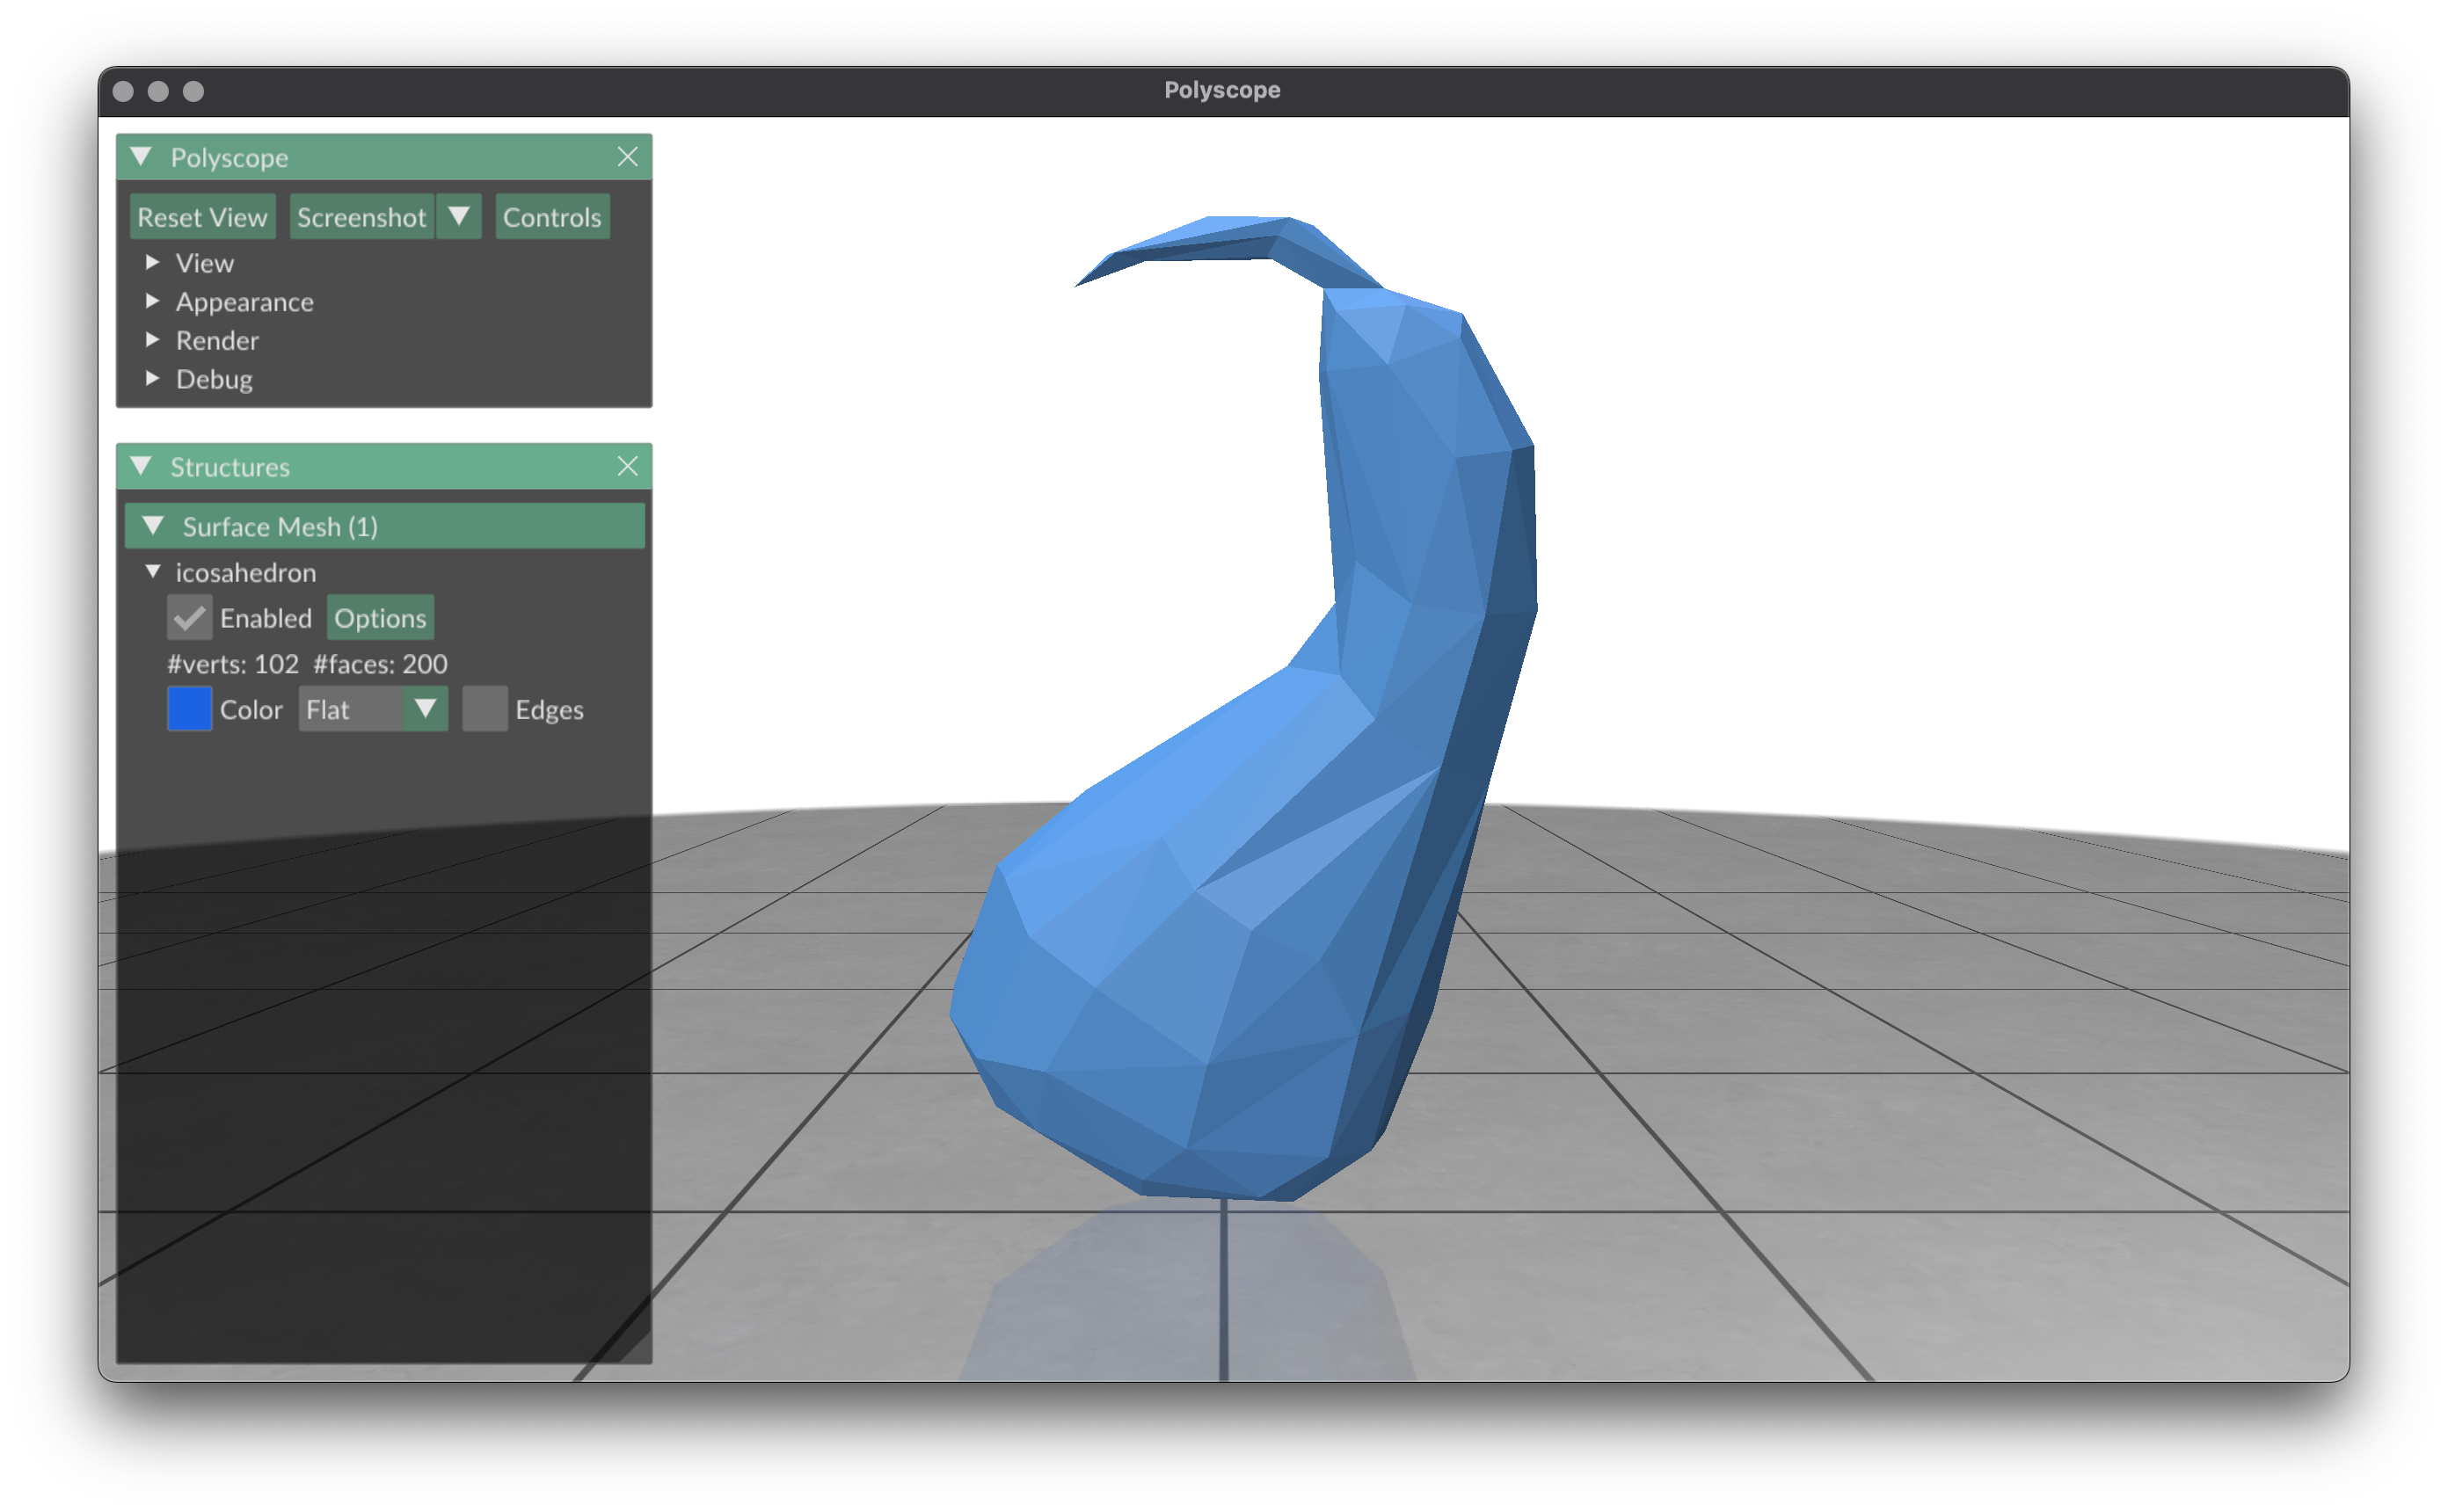 Polyscope
Polyscope
Reset View Screenshot Controls
View
Appearance
Render
Debug
Structures
Surface Mesh (1)
icosahedron
Enabled Options
#verts: 102 #faces: 200
Color Flat Edges